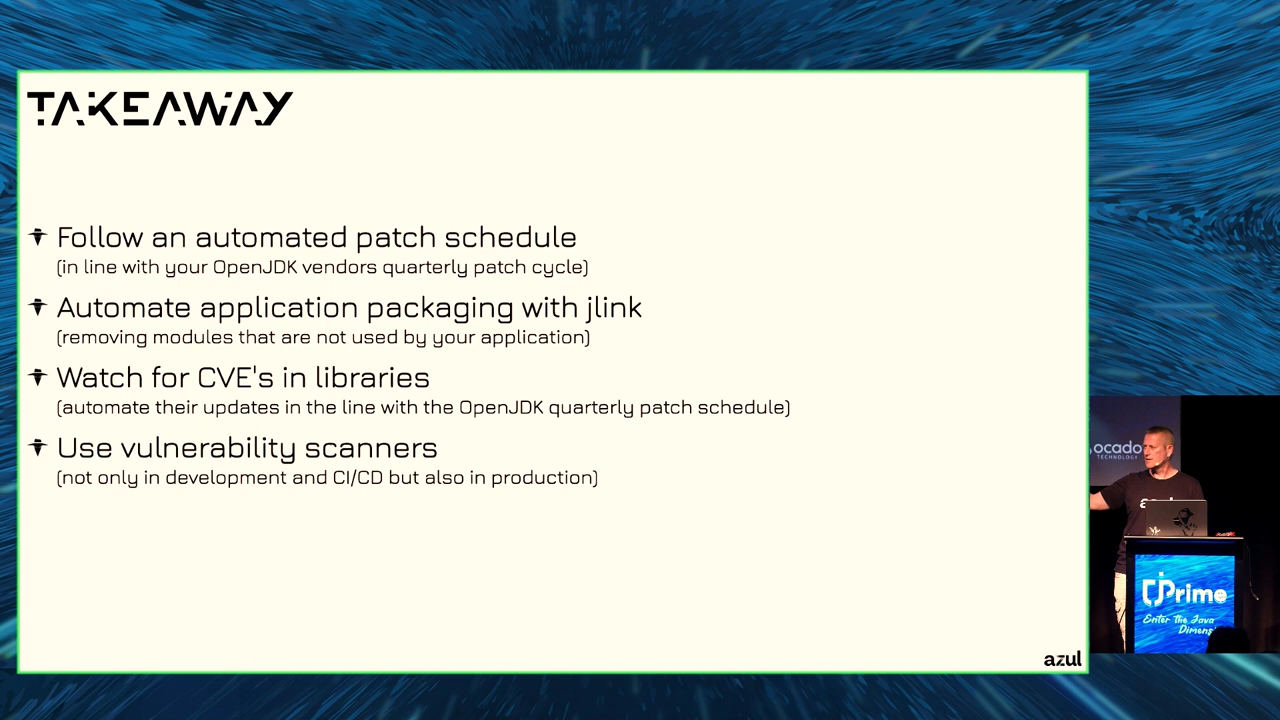 TAKEAWAY
Follow an automated patch schedule
(in line with your OpenJDK vendors quarterly patch cycle)
Automate application packaging with jlink
(removing modules that are not used by your application)
Watch for CVE's in libraries
(automate their updates in the line with the OpenJDK quarterly patch schedule)
Use vulnerability scanners
(not only in development and CI/CD but also in production)
azul
ocado
TECHNOLOGY
jPrime
Enter The Java